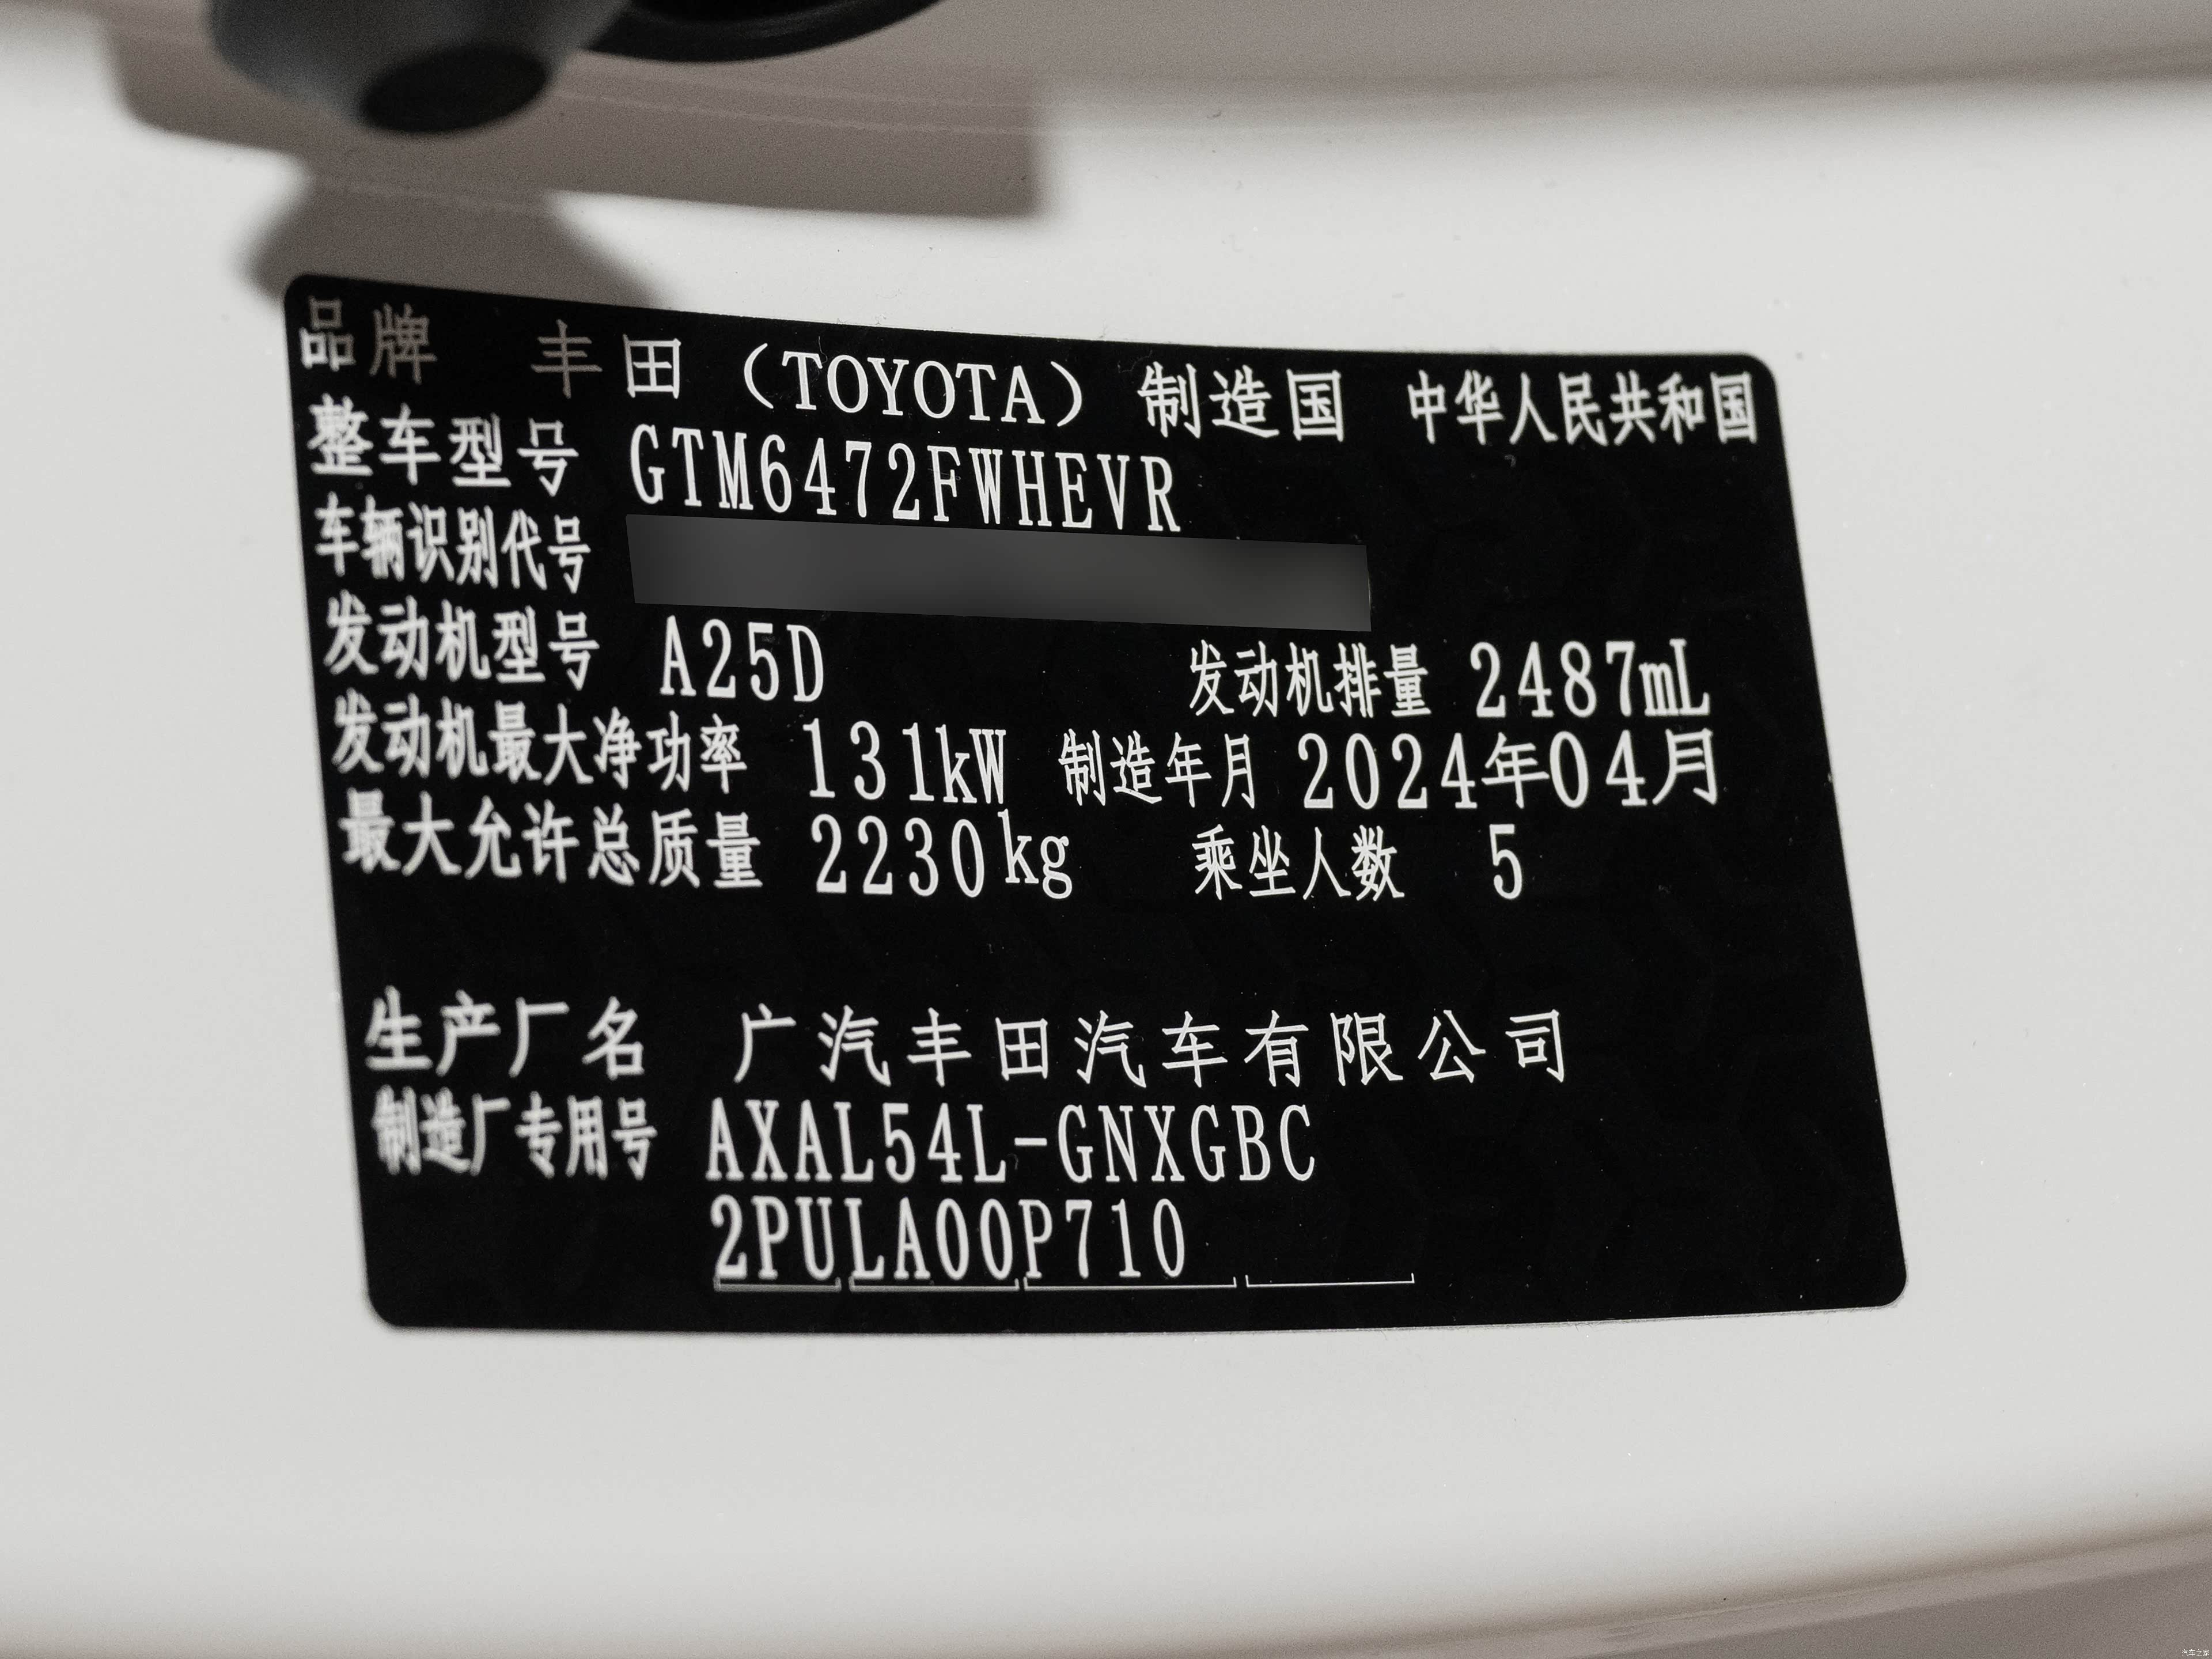 品牌 丰田（TOYOTA）制造国 中华人民共和国
整车型号 GTM6472FWHEVR
车辆识别代号
发动机型号 A25D 发动机排量 2487mL
发动机最大净功率 131kW 制造年月 2024年04月
最大允许总质量 2230kg 乘坐人数 5
生产厂名 广汽丰田汽车有限公司
制造厂专用号 AXAL54L-GNXGBC
2PULA00P710
汽车之家